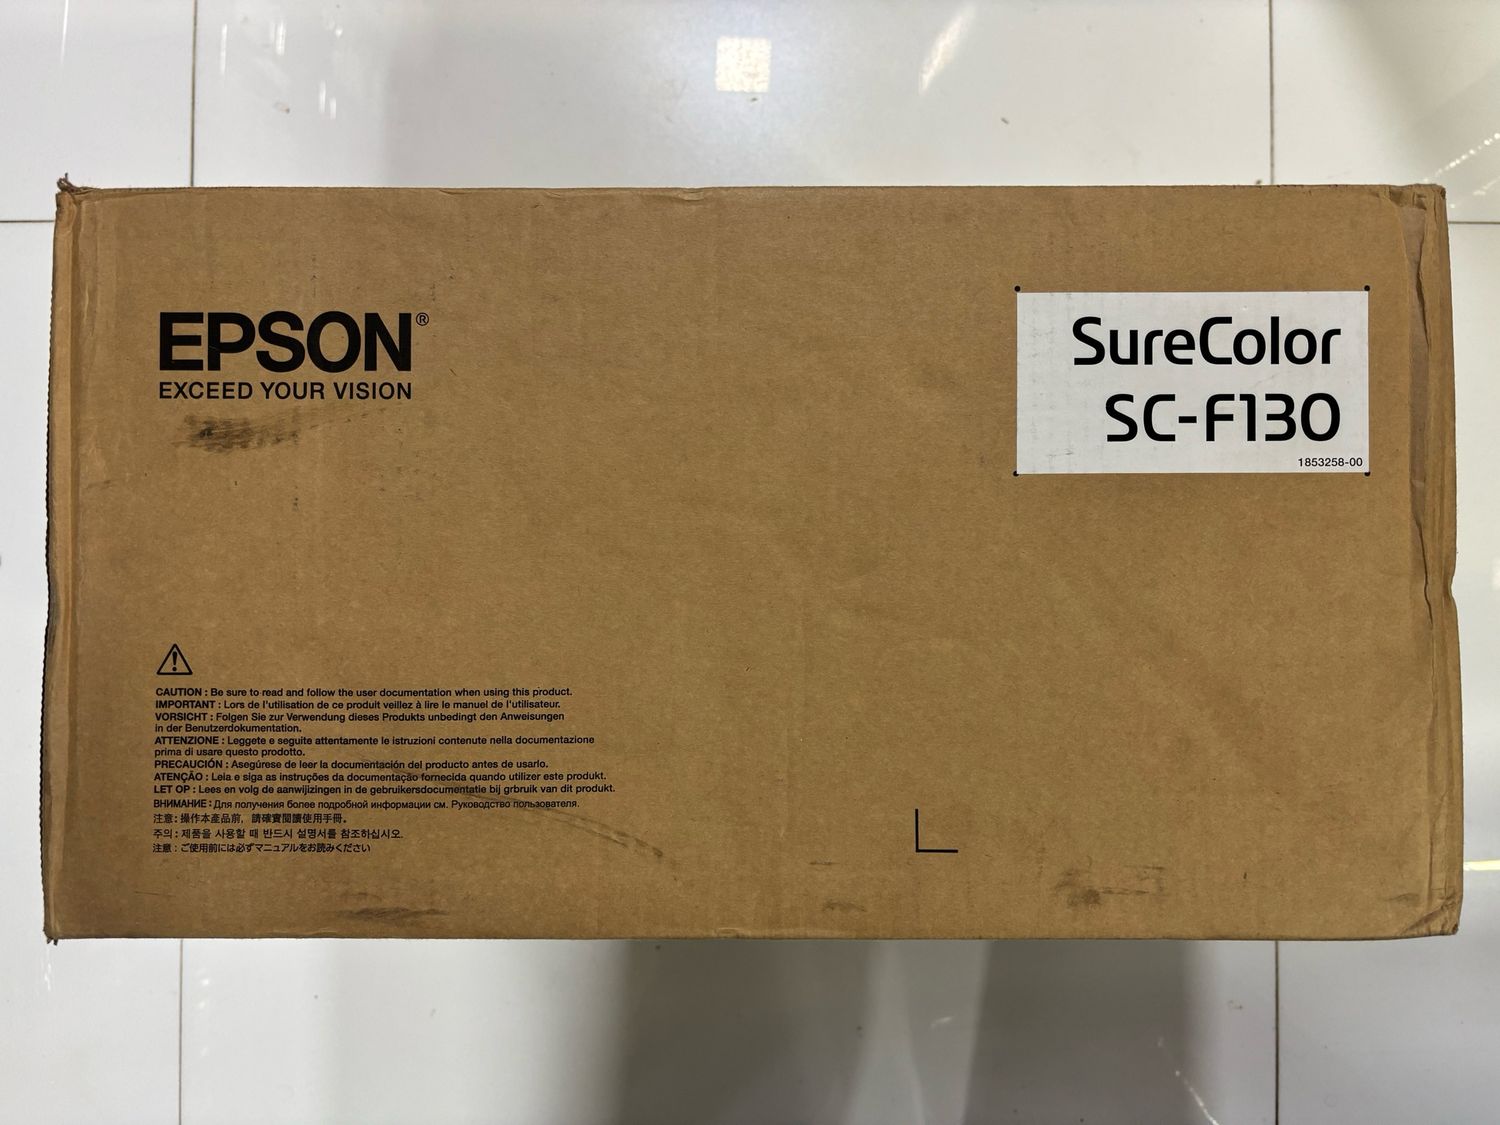 EPSON®
EXCEED YOUR VISION
SureColor
SC-F130
1853258-00
CAUTION : Be sure to read and follow the user documentation when using this product.
IMPORTANT : Lors de l'utilisation de ce produit veillez à lire le manuel de l'utilisateur.
VORSICHT : Folgen Sie zur Verwendung dieses Produkts unbedingt den Anweisungen
in der Benutzerdokumentation.
ATTENZIONE : Leggete e seguite attentamente le istruzioni contenute nella documentazione
prima di usare questo prodotto.
PRECAUCIÓN : Asegúrese de leer la documentación del producto antes de usarlo.
ATENÇÃO : Leia e siga as instruções da documentação fornecida quando utilizer este produkt.
LET OP : Lees en volg de aanwijizingen in de gebruikersdocumentatie bij grbruik van dit produkt.
ВНИМАНИЕ : Для получения более подробной информации см. Руководство пользователя.
注意：操作本產品前，請確實閱讀使用手冊。
주의 : 제품을 사용할 때 반드시 설명서를 참조하십시오.
注意：ご使用前には必ずマニュアルをお読みください